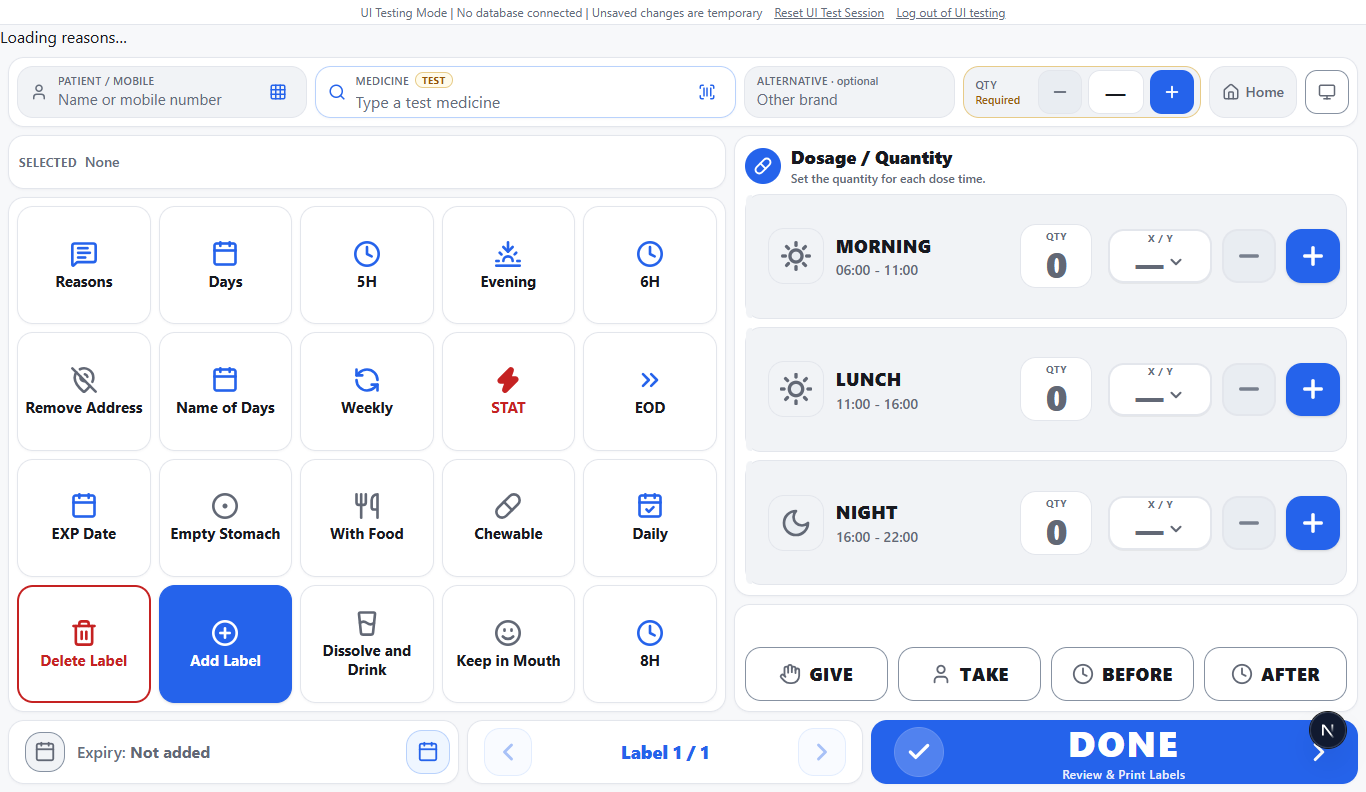 UI Testing Mode | No database connected | Unsaved changes are temporary Reset UI Test Session Log out of UI testing
Loading reasons...
PATIENT / MOBILE
Name or mobile number
MEDICINE TEST
Type a test medicine
ALTERNATIVE · optional
Other brand
QTY
Required
— 
Home
SELECTED None
Reasons
Days
5H
Evening
6H
Remove Address
Name of Days
Weekly
STAT
EOD
EXP Date
Empty Stomach
With Food
Chewable
Daily
Delete Label
Add Label
Dissolve and
Drink
Keep in Mouth
8H
Dosage / Quantity
Set the quantity for each dose time.
MORNING
06:00 - 11:00
QTY
0
X / Y
—
LUNCH
11:00 - 16:00
QTY
0
X / Y
—
NIGHT
16:00 - 22:00
QTY
0
X / Y
—
GIVE
TAKE
BEFORE
AFTER
Expiry: Not added
Label 1 / 1
DONE
Review & Print Labels
N